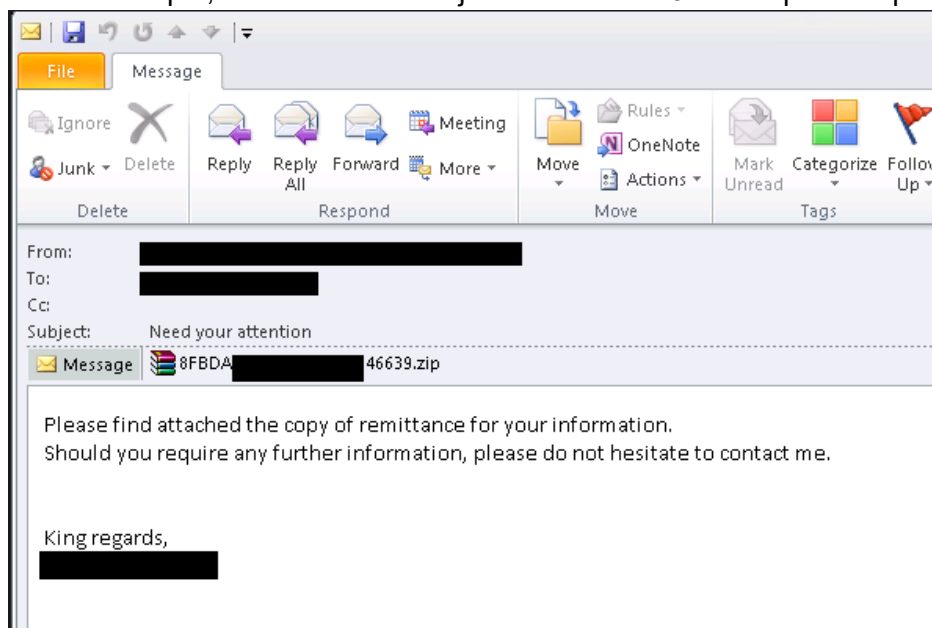 File Message
Ignore Meeting Rules
OneNote
Junk Delete Reply Reply Forward More Move Actions Mark Categorize Follow
All Unread Up
Delete Respond Move Tags
From:
To:
Cc:
Subject: Need your attention
Message 8FBDA 46639.zip
Please find attached the copy of remittance for your information.
Should you require any further information, please do not hesitate to contact me.
King regards,